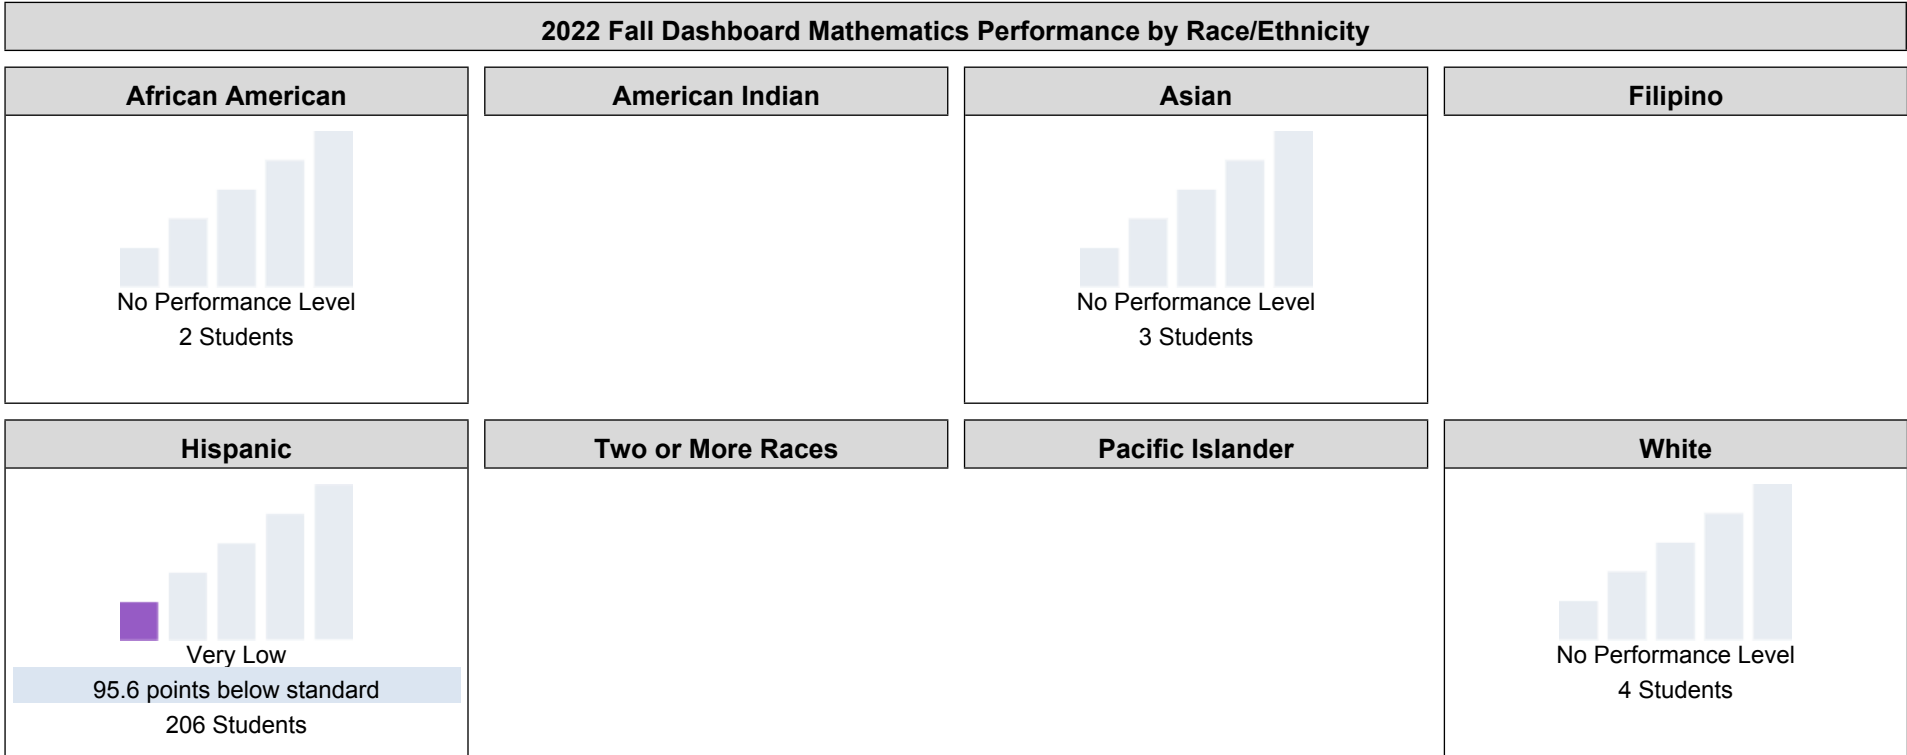 2022 Fall Dashboard Mathematics Performance by Race/Ethnicity
African American
No Performance Level
2 Students
American Indian
Asian
No Performance Level
3 Students
Filipino
Hispanic
Very Low
95.6 points below standard
206 Students
Two or More Races
Pacific Islander
White
No Performance Level
4 Students